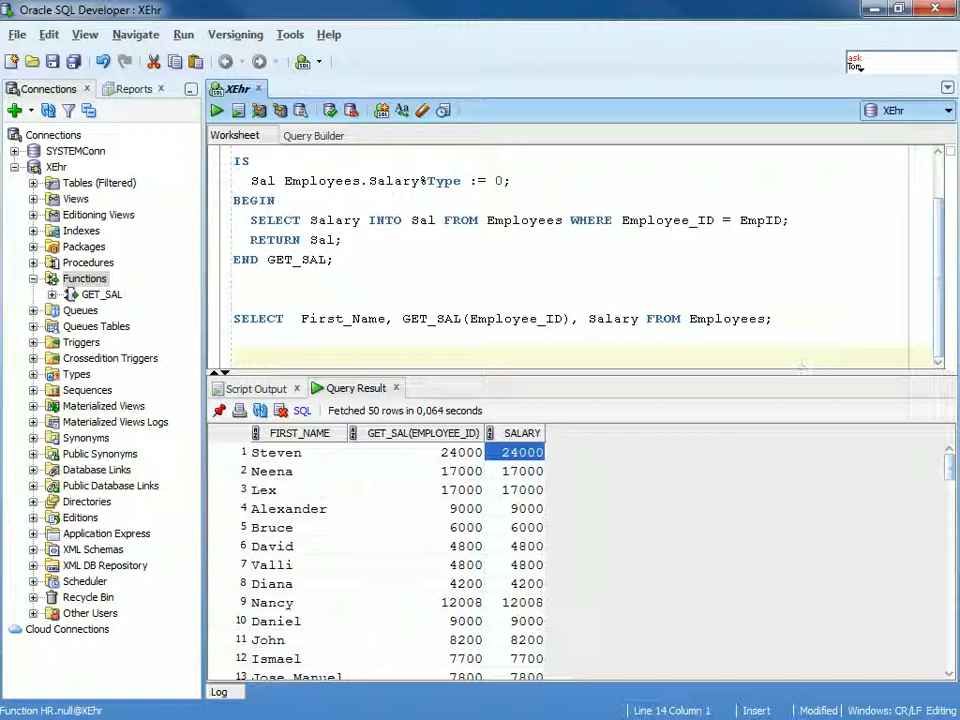 Oracle SQL Developer : XEhr
File Edit View Navigate Run Versioning Tools Help
ask
Tom
Connections Reports XEhr
XEhr
Worksheet Query Builder
Connections
SYSTEMConn
XEhr
Tables (Filtered)
Views
Editioning Views
Indexes
Packages
Procedures
Functions
GET_SAL
Queues
Queues Tables
Triggers
Crossedition Triggers
Types
Sequences
Materialized Views
Materialized Views Logs
Synonyms
Public Synonyms
Database Links
Public Database Links
Directories
Editions
Application Express
XML Schemas
XML DB Repository
Scheduler
Recycle Bin
Other Users
Cloud Connections
IS
Sal Employees.Salary%Type := 0;
BEGIN
SELECT Salary INTO Sal FROM Employees WHERE Employee_ID = EmpID;
RETURN Sal;
END GET_SAL;
SELECT First_Name, GET_SAL(Employee_ID), Salary FROM Employees;
Script Output Query Result
SQL Fetched 50 rows in 0,064 seconds
FIRST_NAME GET_SAL(EMPLOYEE_ID) SALARY
1 Steven 24000 24000
2 Neena 17000 17000
3 Lex 17000 17000
4 Alexander 9000 9000
5 Bruce 6000 6000
6 David 4800 4800
7 Valli 4800 4800
8 Diana 4200 4200
9 Nancy 12008 12008
10 Daniel 9000 9000
11 John 8200 8200
12 Ismael 7700 7700
13 Jose Manuel 7800 7800
Log
Function HR.null@XEhr Line 14 Column 1 Insert Modified Windows: CR/LF Editing